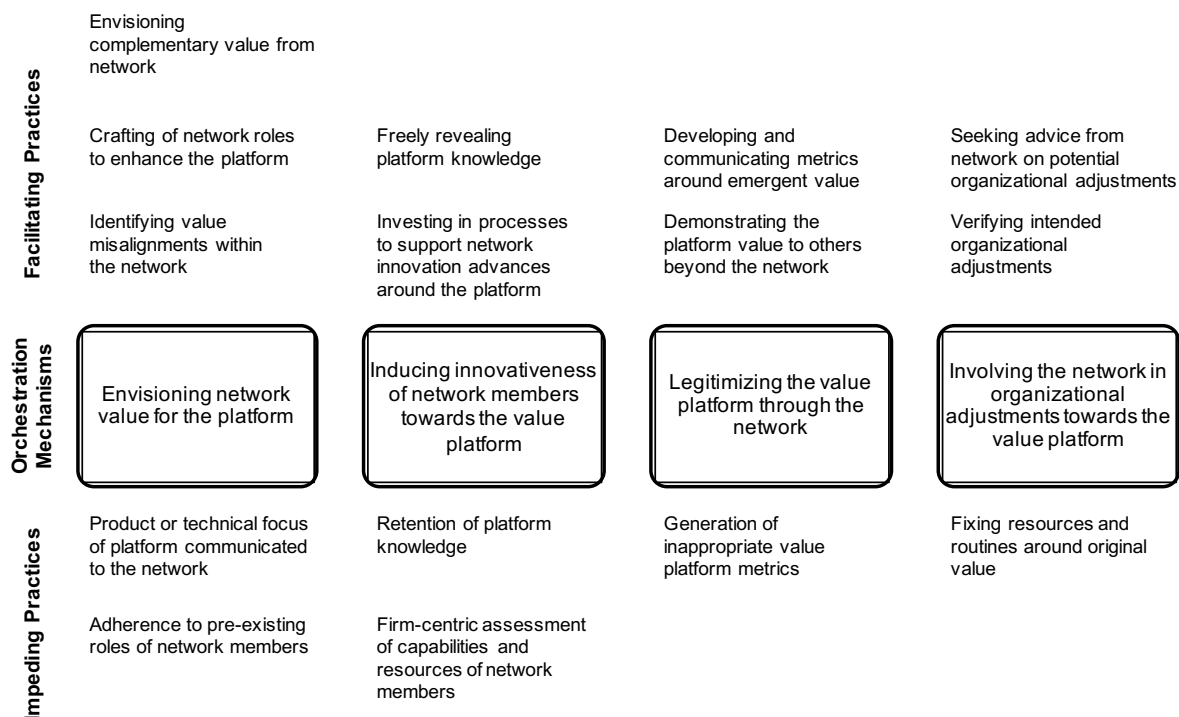 Facilitating Practices
Envisioning
complementary value from
network
Crafting of network roles
to enhance the platform
Identifying value
misalignments within
the network
Freely revealing
platform knowledge
Investing in processes
to support network
innovation advances
around the platform
Developing and
communicating metrics
around emergent value
Demonstrating the
platform value to others
beyond the network
Seeking advice from
network on potential
organizational adjustments
Verifying intended
organizational
adjustments
Orchestration
Mechanisms
Envisioning network
value for the platform
Inducing innovativeness
of network members
towards the value
platform
Legitimizing the value
platform through the
network
Involving the network in
organizational
adjustments towards the
value platform
Impeding Practices
Product or technical focus
of platform communicated
to the network
Adherence to pre-existing
roles of network members
Retention of platform
knowledge
Firm-centric assessment
of capabilities and
resources of network
members
Generation of
inappropriate value
platform metrics
Fixing resources and
routines around original
value